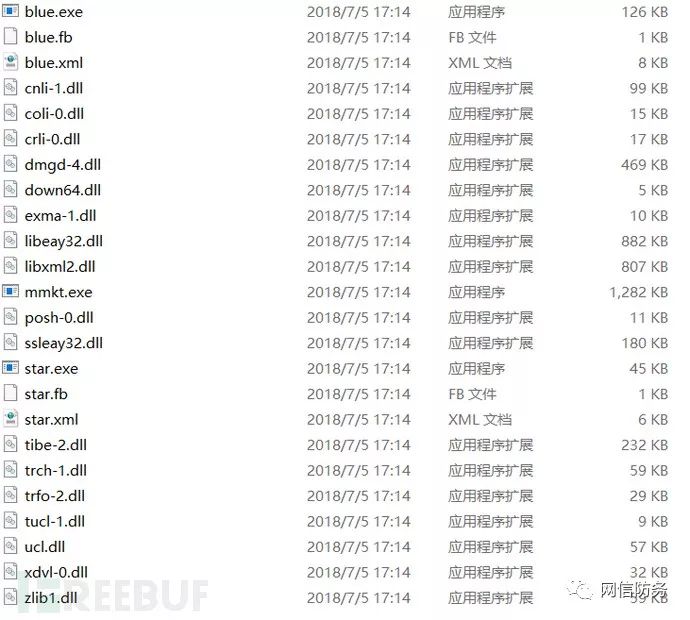 blue.exe 2018/7/5 17:14 应用程序 126 KB
blue.fb 2018/7/5 17:14 FB 文件 1 KB
blue.xml 2018/7/5 17:14 XML 文档 8 KB
cnli-1.dll 2018/7/5 17:14 应用程序扩展 99 KB
coli-0.dll 2018/7/5 17:14 应用程序扩展 15 KB
crli-0.dll 2018/7/5 17:14 应用程序扩展 17 KB
dmgd-4.dll 2018/7/5 17:14 应用程序扩展 469 KB
down64.dll 2018/7/5 17:14 应用程序扩展 5 KB
exma-1.dll 2018/7/5 17:14 应用程序扩展 10 KB
libeay32.dll 2018/7/5 17:14 应用程序扩展 882 KB
libxml2.dll 2018/7/5 17:14 应用程序扩展 807 KB
mmkt.exe 2018/7/5 17:14 应用程序 1,282 KB
posh-0.dll 2018/7/5 17:14 应用程序扩展 11 KB
ssleay32.dll 2018/7/5 17:14 应用程序扩展 180 KB
star.exe 2018/7/5 17:14 应用程序 45 KB
star.fb 2018/7/5 17:14 FB 文件 1 KB
star.xml 2018/7/5 17:14 XML 文档 6 KB
tibe-2.dll 2018/7/5 17:14 应用程序扩展 232 KB
trch-1.dll 2018/7/5 17:14 应用程序扩展 59 KB
trfo-2.dll 2018/7/5 17:14 应用程序扩展 29 KB
tucl-1.dll 2018/7/5 17:14 应用程序扩展 9 KB
ucl.dll 2018/7/5 17:14 应用程序扩展 57 KB
xdvl-0.dll 2018/7/5 17:14 应用程序扩展 32 KB
zlib1.dll 2018/7/5 17:14 应用程序扩展 KB
REEBUF
网信防务